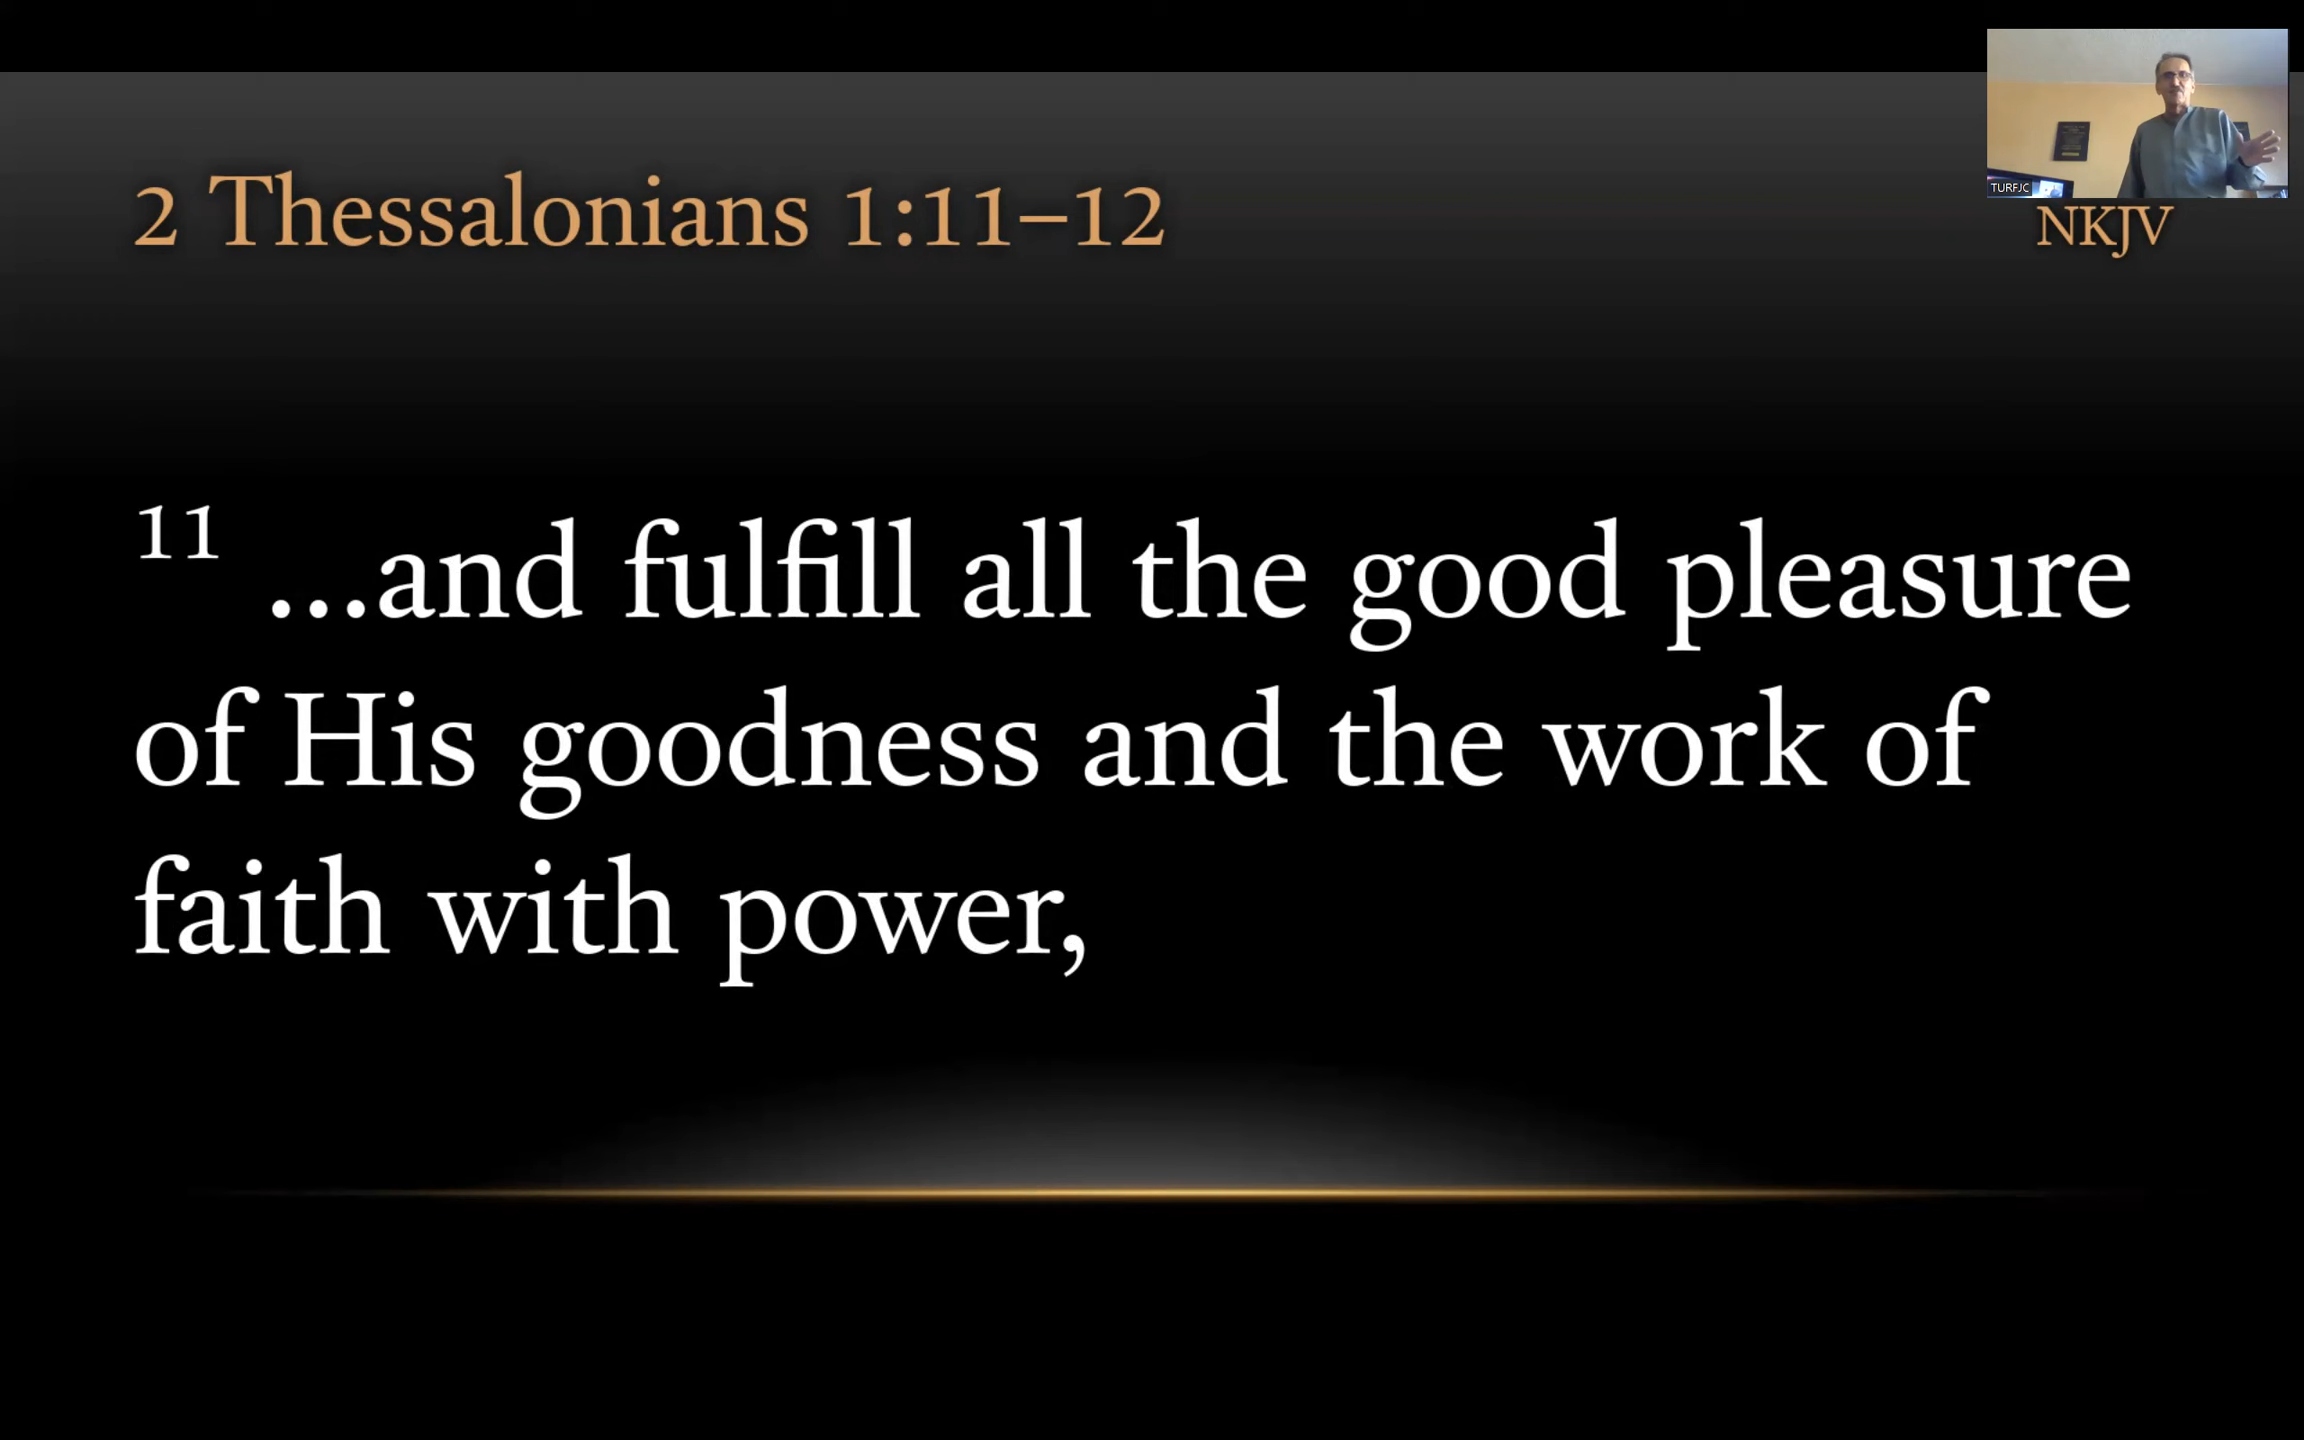 2 Thessalonians 1:11–12
NKJV
TURFJC
11 ...and fulfill all the good pleasure
of His goodness and the work of
faith with power,